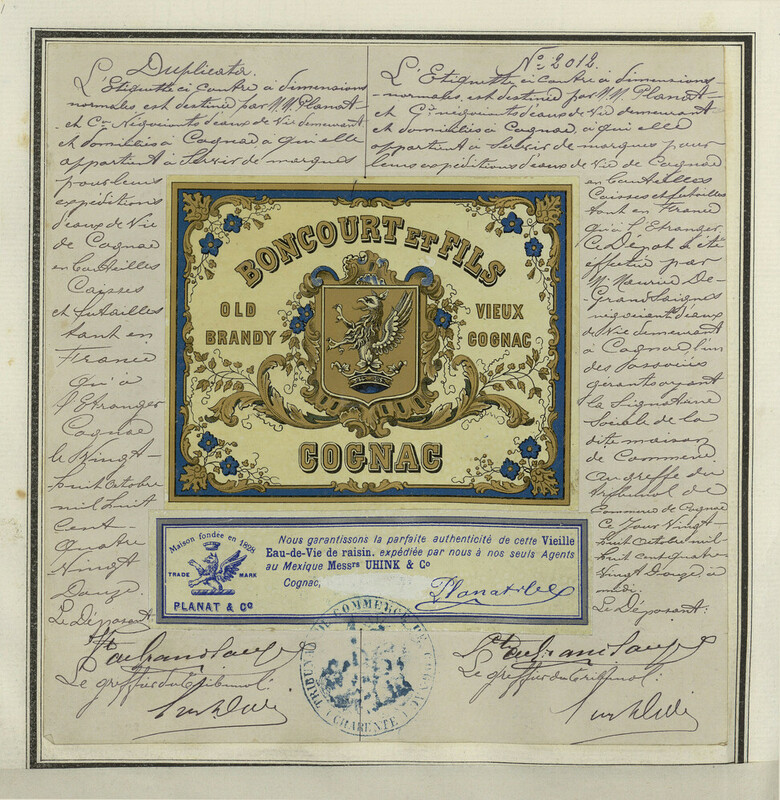 Duplicata.
L'Etiquette ci contre à dimensions
normales est destinée par M.M. Planat
et Cie Négociants d'eaux de Vie demeurant
et domiciliés à Cognac à qui elle
appartient à Servir de marques
pour leurs
expéditions
d'eaux de Vie
de Cognac
en bouteilles
Caisses
et futailles
tant en
France
qu'à
l'Etranger
Cognac
le Vingt-
huit octobre
mil huit
cent-
quatre
Vingt
Douze.
Le Déposant:
Le greffier du Tribunal:
No 2012.
L'Etiquette ci contre à dimensions
normales est destinée par M.M. Planat
et Cie négociants d'eaux de Vie demeurant
et domiciliés à Cognac, à qui elle
appartient à Servir de marques pour
leurs expéditions d'eaux de Vie de Cognac
en bouteilles
Caisses et futailles
tant en France
qu'à l'Etranger.
Ce Dépôt a été
effectué par
Mr Maurice De-
Grand Saignes
négociant d'eaux
de Vie demeurant
à Cognac, l'un
des associés
gérants ayant
la Signature
Sociale de la
dite maison
de Commerce
au greffe du
tribunal de
Commerce de Cognac
Ce Jour Vingt-
huit octobre mil
huit cent quatre
Vingt Douze à
midi.
Le Déposant:
Le greffier du tribunal:
BONCOURT ET FILS
OLD
BRANDY
VIEUX
COGNAC
COGNAC
Maison fondée en 1828
TRADE MARK
PLANAT & Co
Nous garantissons la parfaite authenticité de cette Vieille
Eau-de-Vie de raisin, expédiée par nous à nos seuls Agents
au Mexique Messrs UHINK & Co
Cognac,
Planat & Co
TRIBUNAL DE COMMERCE DE COGNAC
CHARENTE